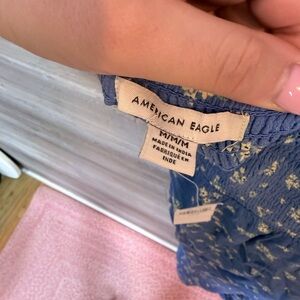 AMERICAN EAGLE
M/M/M
MADE IN INDIA
FABRIQUÉ EN
INDE